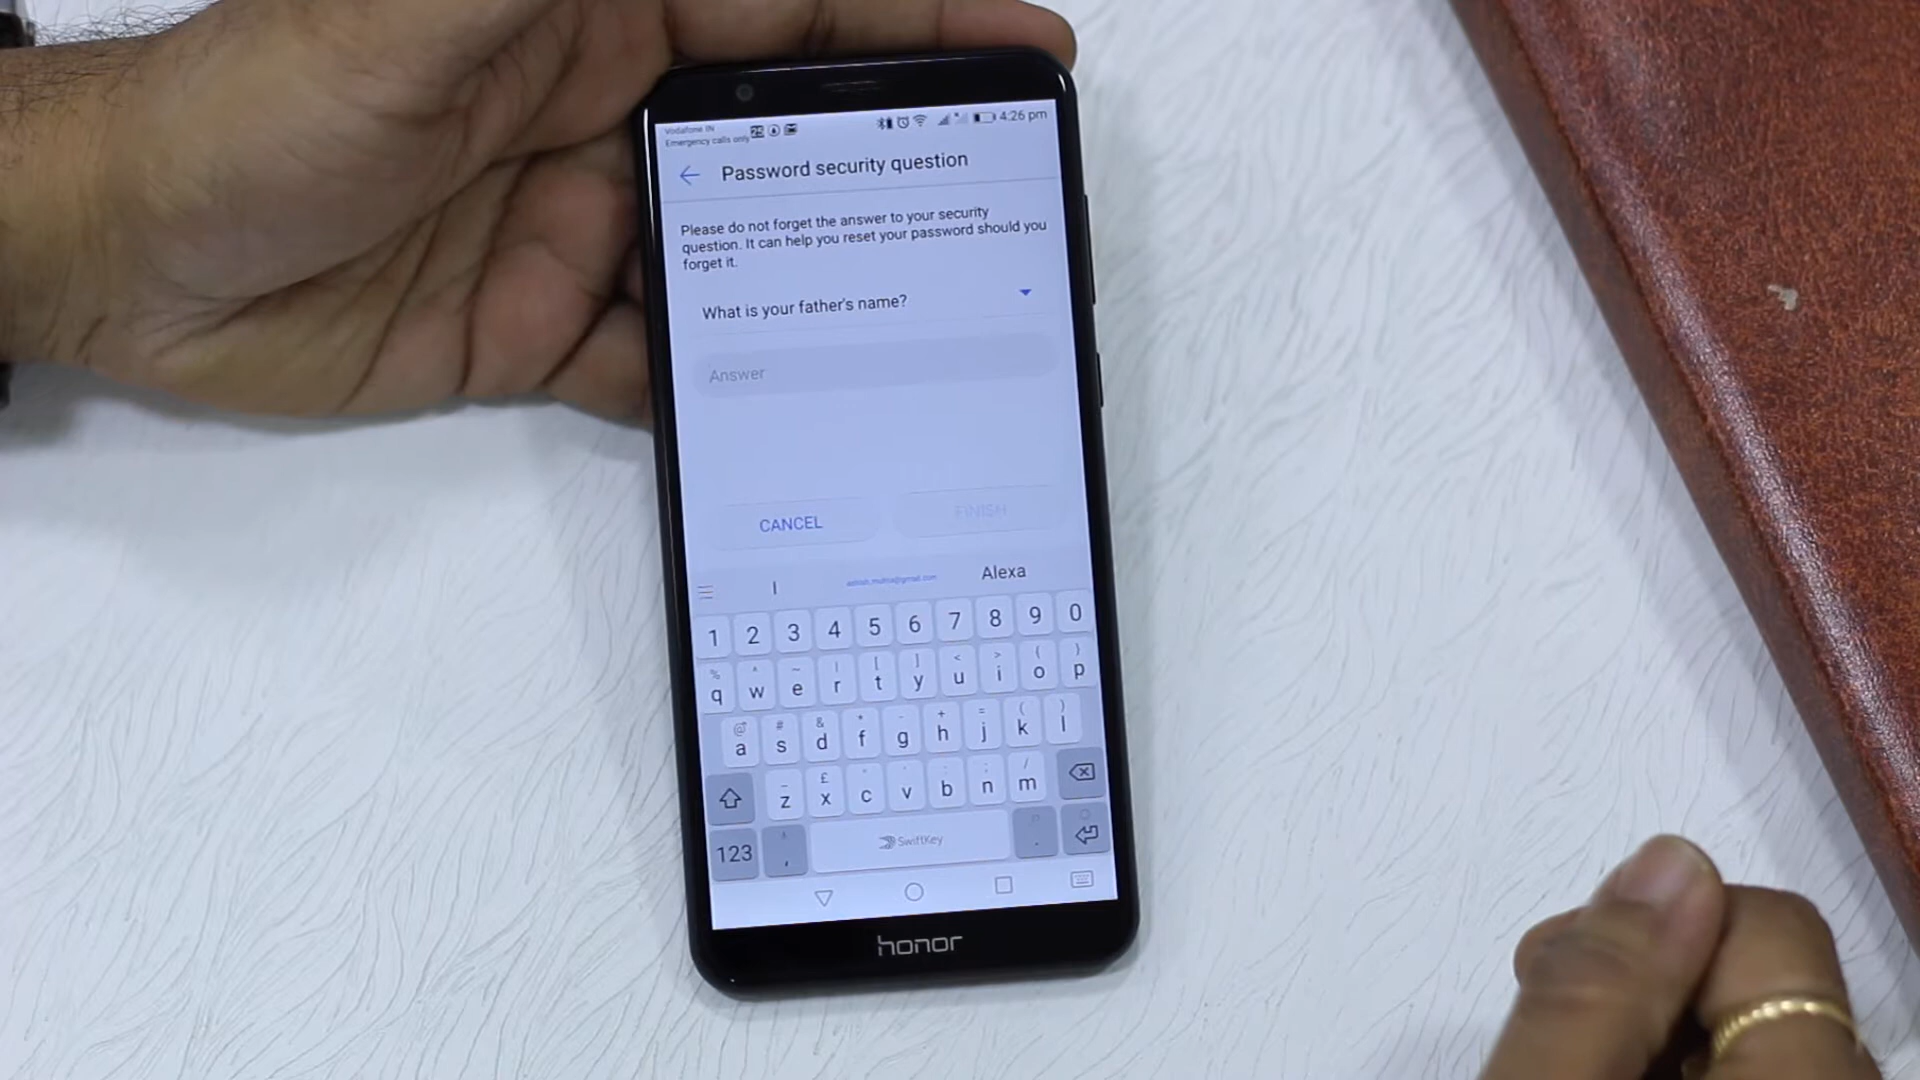 Vodafone IN
Emergency calls only 25 4:26 pm
Password security question
Please do not forget the answer to your security
question. It can help you reset your password should you
forget it.
What is your father's name?
Answer
CANCEL FINISH
I Alexa
1 2 3 4 5 6 7 8 9 0
% ^ ~ | [ ] < > { }
q w e r t y u i o p
@ # & * - + = ( )
a s d f g h j k l
£ /
z x c v b n m
123 , SwiftKey .
honor